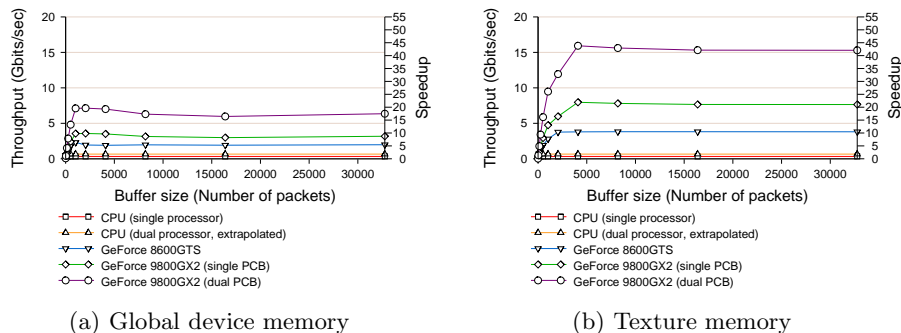 Throughput (Gbits/sec)
20
15
10
5
0
0 5000 10000 15000 20000 25000 30000
55
50
45
40
35
30
25
20
15
10
5
0
Speedup
Buffer size (Number of packets)
CPU (single processor)
CPU (dual processor, extrapolated)
GeForce 8600GTS
GeForce 9800GX2 (single PCB)
GeForce 9800GX2 (dual PCB)
(a) Global device memory
Throughput (Gbits/sec)
20
15
10
5
0
0 5000 10000 15000 20000 25000 30000
55
50
45
40
35
30
25
20
15
10
5
0
Speedup
Buffer size (Number of packets)
CPU (single processor)
CPU (dual processor, extrapolated)
GeForce 8600GTS
GeForce 9800GX2 (single PCB)
GeForce 9800GX2 (dual PCB)
(b) Texture memory